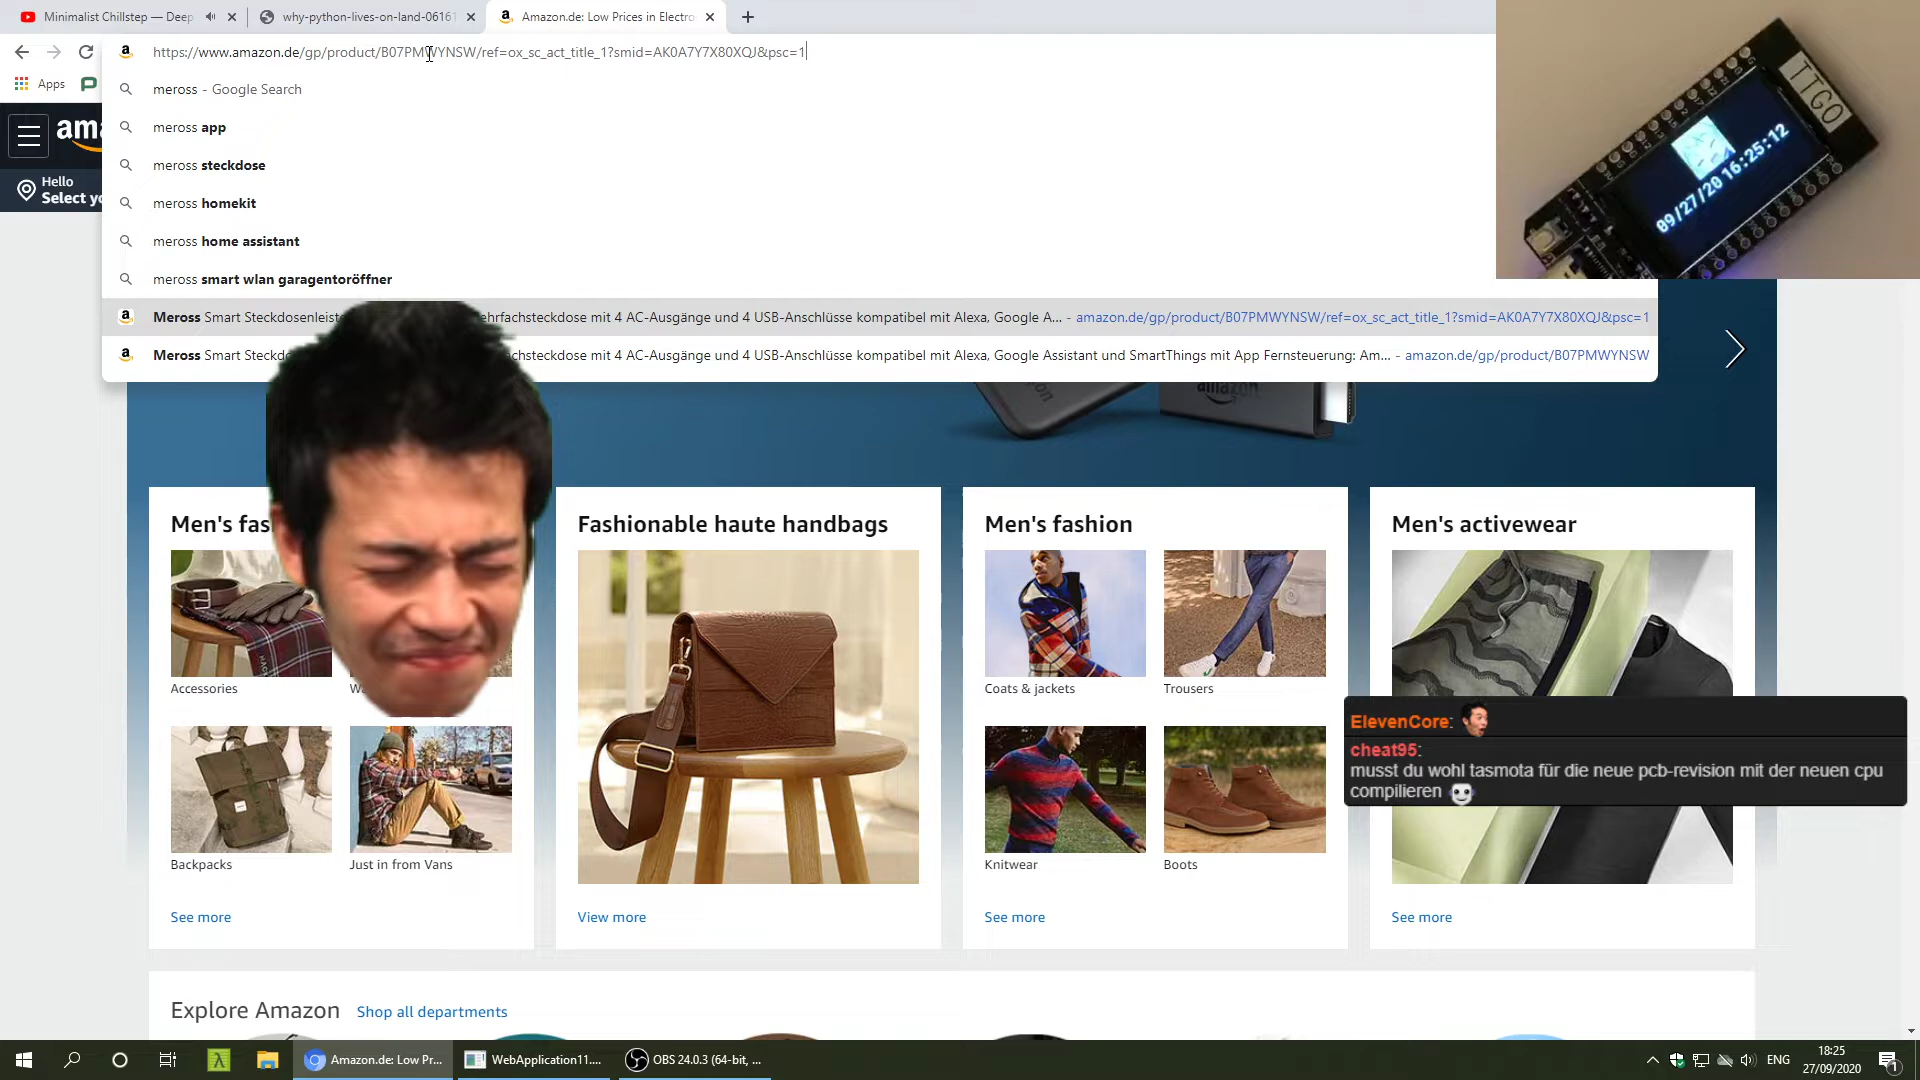 Minimalist Chillstep — Deep
why-python-lives-on-land-06161
Amazon.de: Low Prices in Electro
https://www.amazon.de/gp/product/B07PMWYNSW/ref=ox_sc_act_title_1?smid=AK0A7Y7X80XQJ&psc=1
Apps
meross - Google Search
meross app
meross steckdose
meross homekit
meross home assistant
meross smart wlan garagentoröffner
Meross Smart Steckdosenleiste ehrfachsteckdose mit 4 AC-Ausgänge und 4 USB-Anschlüsse kompatibel mit Alexa, Google A... - amazon.de/gp/product/B07PMWYNSW/ref=ox_sc_act_title_1?smid=AK0A7Y7X80XQJ&psc=1
Meross Smart Steckd fachsteckdose mit 4 AC-Ausgänge und 4 USB-Anschlüsse kompatibel mit Alexa, Google Assistant und SmartThings mit App Fernsteuerung: Am... - amazon.de/gp/product/B07PMWYNSW
TTGO
09/27/20 16:25:12
ama
Hello
Select yo
amazon
Men's fas
Accessories
Wa
Backpacks
Just in from Vans
See more
Fashionable haute handbags
View more
Men's fashion
Coats & jackets
Trousers
Knitwear
Boots
See more
Men's activewear
See more
ElevenCore:
cheat95:
musst du wohl tasmota für die neue pcb-revision mit der neuen cpu
compilieren
Explore Amazon
Shop all departments
Amazon.de: Low Pr...
WebApplication11....
OBS 24.0.3 (64-bit, ...
ENG
18:25
27/09/2020
1